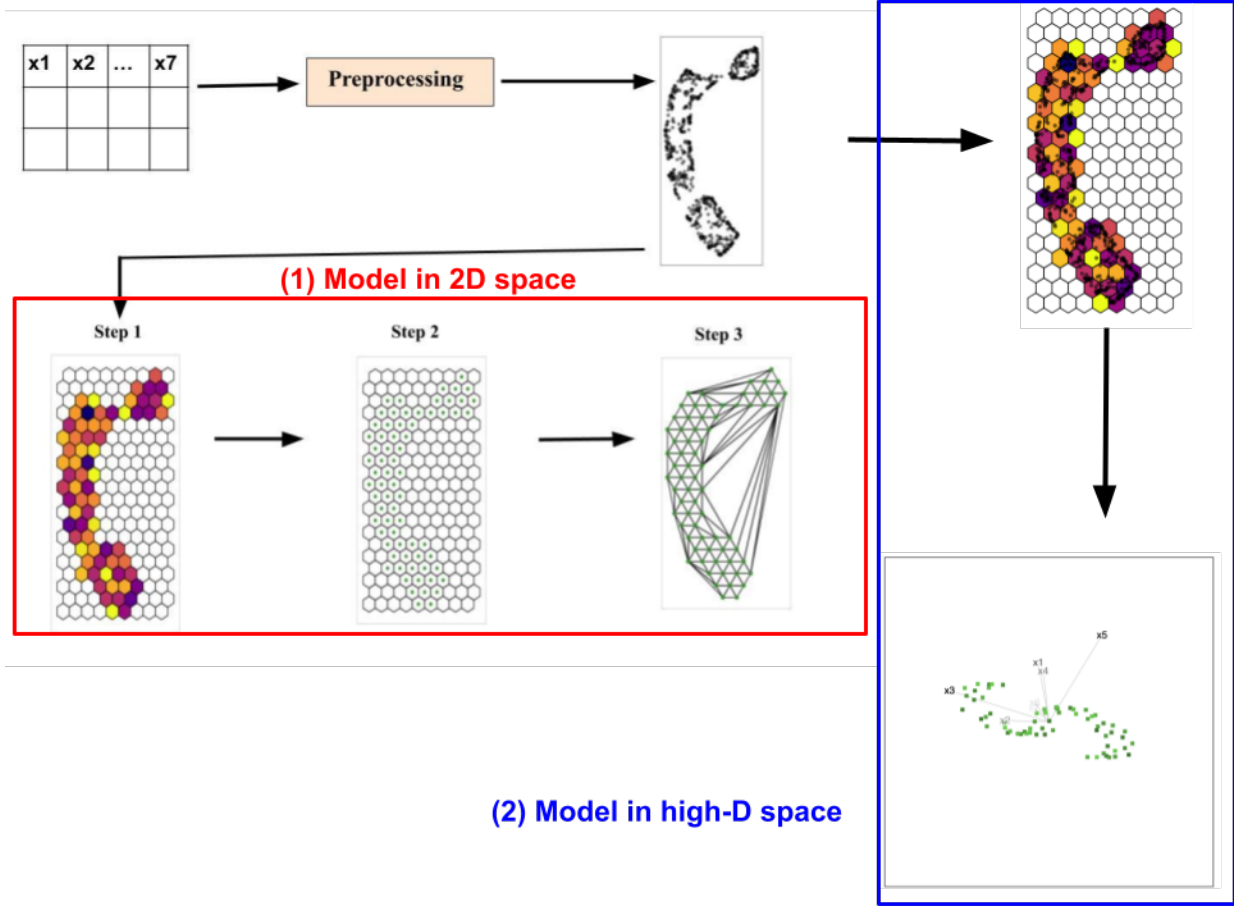 x1 x2 ... x7
Preprocessing
(1) Model in 2D space
Step 1
Step 2
Step 3
x5
x1
x4
x3
x2
(2) Model in high-D space